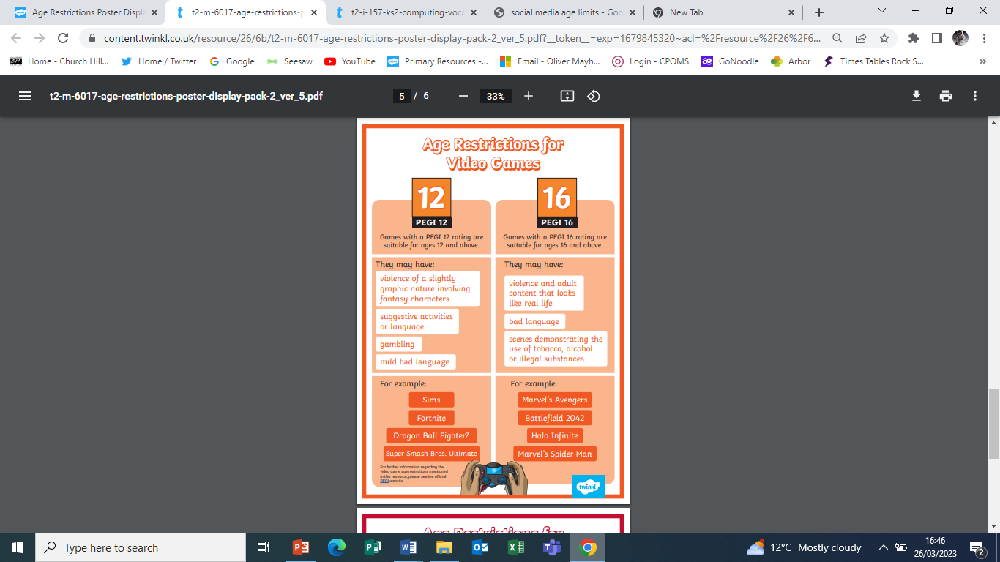 Age Restrictions Poster Displ
t2-m-6017-age-restrictions-p
t2-i-157-ks2-computing-voca
social media age limits - Goo
New Tab
content.twinkl.co.uk/resource/26/6b/t2-m-6017-age-restrictions-poster-display-pack-2_ver_5.pdf?__token__=exp=1679845320~acl=%2Fresource%2F26%2F6...
Home - Church Hill...
Home / Twitter
Google
Seesaw
YouTube
Primary Resources -...
Email - Oliver Mayh...
Login - CPOMS
GoNoodle
Arbor
Times Tables Rock S...
»
t2-m-6017-age-restrictions-poster-display-pack-2_ver_5.pdf
5 / 6
33%
Age Restrictions for
Video Games
12
PEGI 12
Games with a PEGI 12 rating are
suitable for ages 12 and above.
They may have:
violence of a slightly
graphic nature involving
fantasy characters
suggestive activities
or language
gambling
mild bad language
For example:
Sims
Fortnite
Dragon Ball FighterZ
Super Smash Bros. Ultimate
For further information regarding the
video game age restrictions mentioned
in this resource, please see the official
PEGI website.
16
PEGI 16
Games with a PEGI 16 rating are
suitable for ages 16 and above.
They may have:
violence and adult
content that looks
like real life
bad language
scenes demonstrating the
use of tobacco, alcohol
or illegal substances
For example:
Marvel's Avengers
Battlefield 2042
Halo Infinite
Marvel's Spider-Man
twinkl
Age Restrictions for
Type here to search
12°C Mostly cloudy
16:46
26/03/2023
2